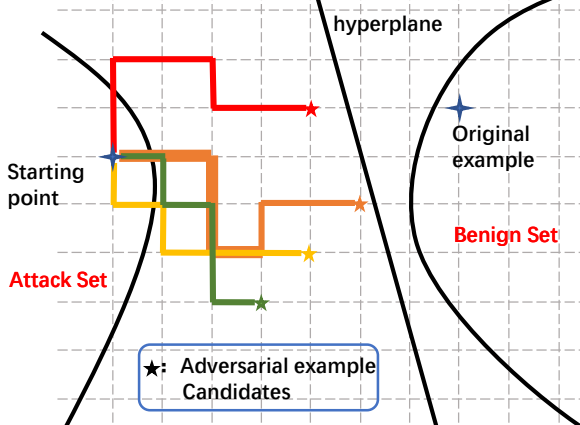 hyperplane
Original
example
Starting
point
Benign Set
Attack Set
★: Adversarial example
Candidates